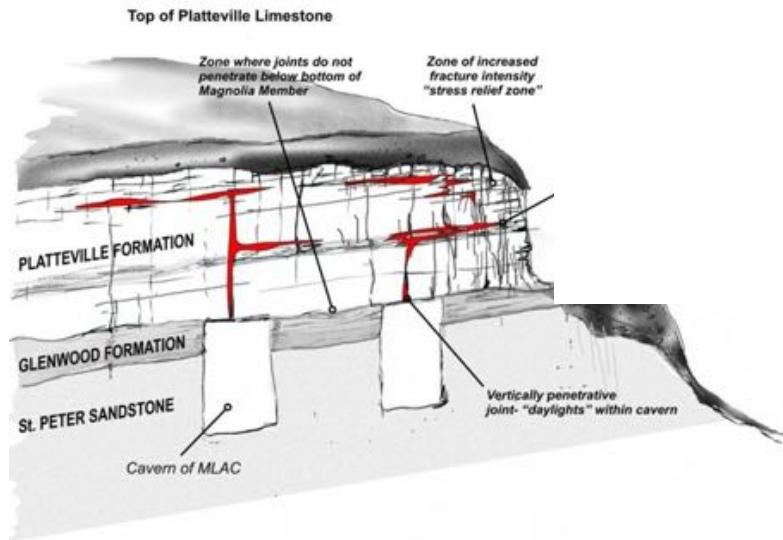 Top of Platteville Limestone
Zone where joints do not
penetrate below bottom of
Magnolia Member
Zone of increased
fracture intensity
"stress relief zone"
PLATTEVILLE FORMATION
GLENWOOD FORMATION
St. PETER SANDSTONE
Vertically penetrative
joint- "daylights" within cavern
Cavern of MLAC